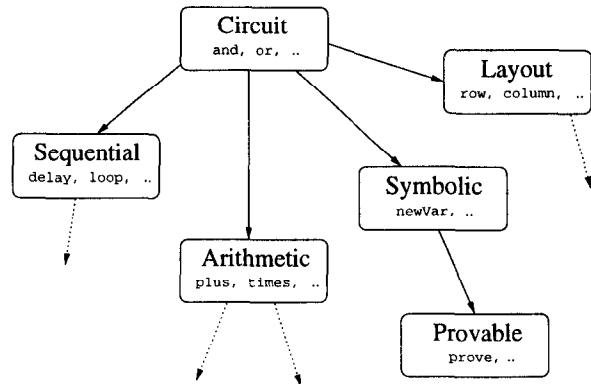 Circuit
and, or, ..
Layout
row, column, ..
Sequential
delay, loop, ..
Symbolic
newVar, ..
Arithmetic
plus, times, ..
Provable
prove, ..